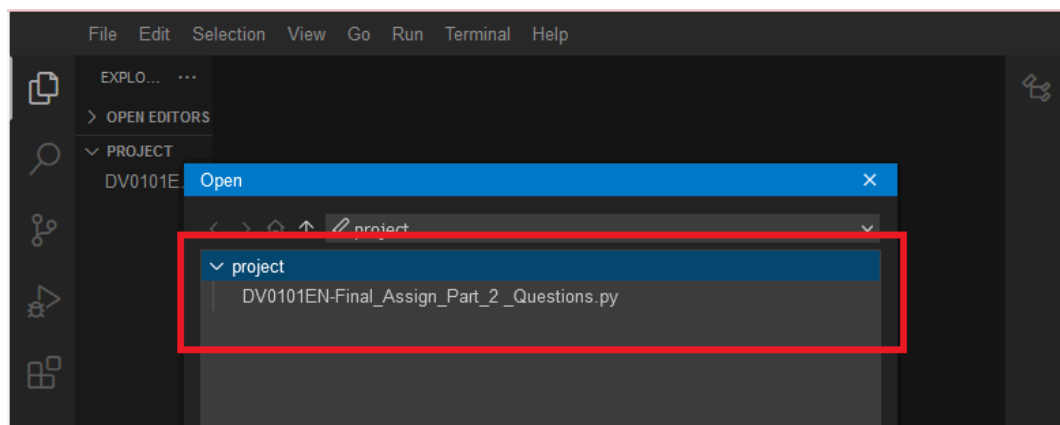 File Edit Selection View Go Run Terminal Help
EXPLO... ...
OPEN EDITORS
PROJECT
DV0101E
Open
project
project
DV0101EN-Final_Assign_Part_2 _Questions.py